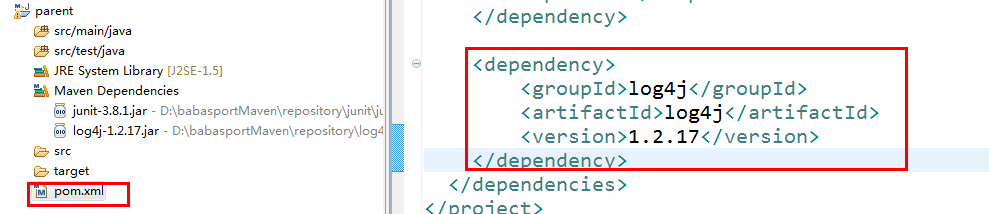 parent
src/main/java
src/test/java
JRE System Library [J2SE-1.5]
Maven Dependencies
junit-3.8.1.jar - D:\babasportMaven\repository\junit\ju
log4j-1.2.17.jar - D:\babasportMaven\repository\log4
src
target
pom.xml
</dependency>
<dependency>
<groupId>log4j</groupId>
<artifactId>log4j</artifactId>
<version>1.2.17</version>
</dependency>
</dependencies>
</project>